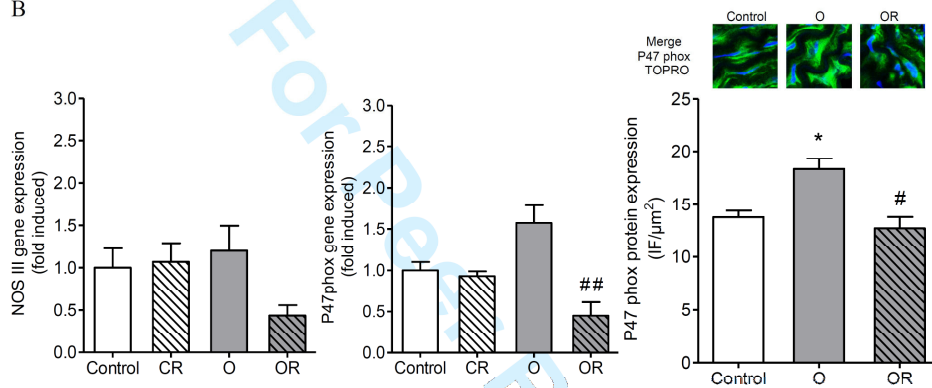 B
Control O OR
Merge
P47 phox
TOPRO
For Peer R
NOS III gene expression
(fold induced)
3.0
2.5
2.0
1.5
1.0
0.5
0.0
Control CR O OR
P47phox gene expression
(fold induced)
3.0
2.5
2.0
1.5
1.0
0.5
0.0
##
Control CR O OR
P47 phox protein expression
(IF/µm²)
25
20
15
10
5
0
*
#
Control O OR